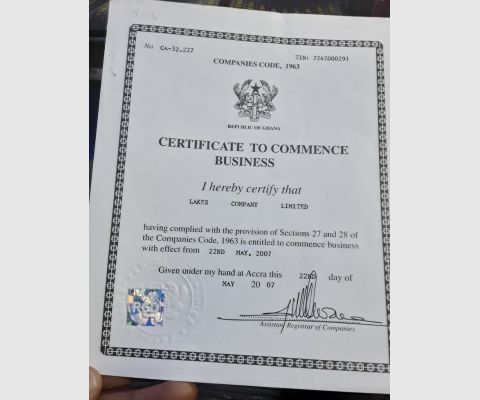 No. CA-32,227 TIN: 7247000291
COMPANIES CODE, 1963
REPUBLIC OF GHANA
CERTIFICATE TO COMMENCE
BUSINESS
I hereby certify that
LAKES COMPANY LIMITED
having complied with the provision of Sections 27 and 28 of
the Companies Code, 1963 is entitled to commence business
with effect from 22ND MAY, 2007
Given under my hand at Accra this 22ND day of
MAY 20 07
Assistant Registrar of Companies